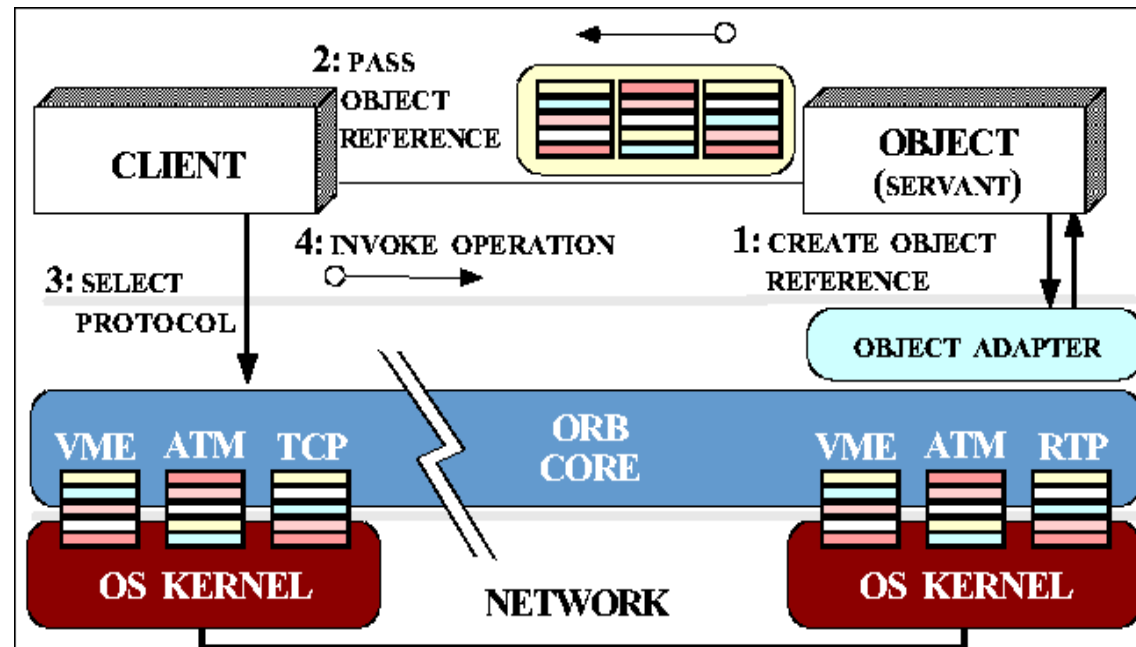 2: PASS
OBJECT
REFERENCE
CLIENT
OBJECT
(SERVANT)
4: INVOKE OPERATION
1: CREATE OBJECT
REFERENCE
3: SELECT
PROTOCOL
OBJECT ADAPTER
ORB
CORE
VME ATM TCP
VME ATM RTP
OS KERNEL
OS KERNEL
NETWORK